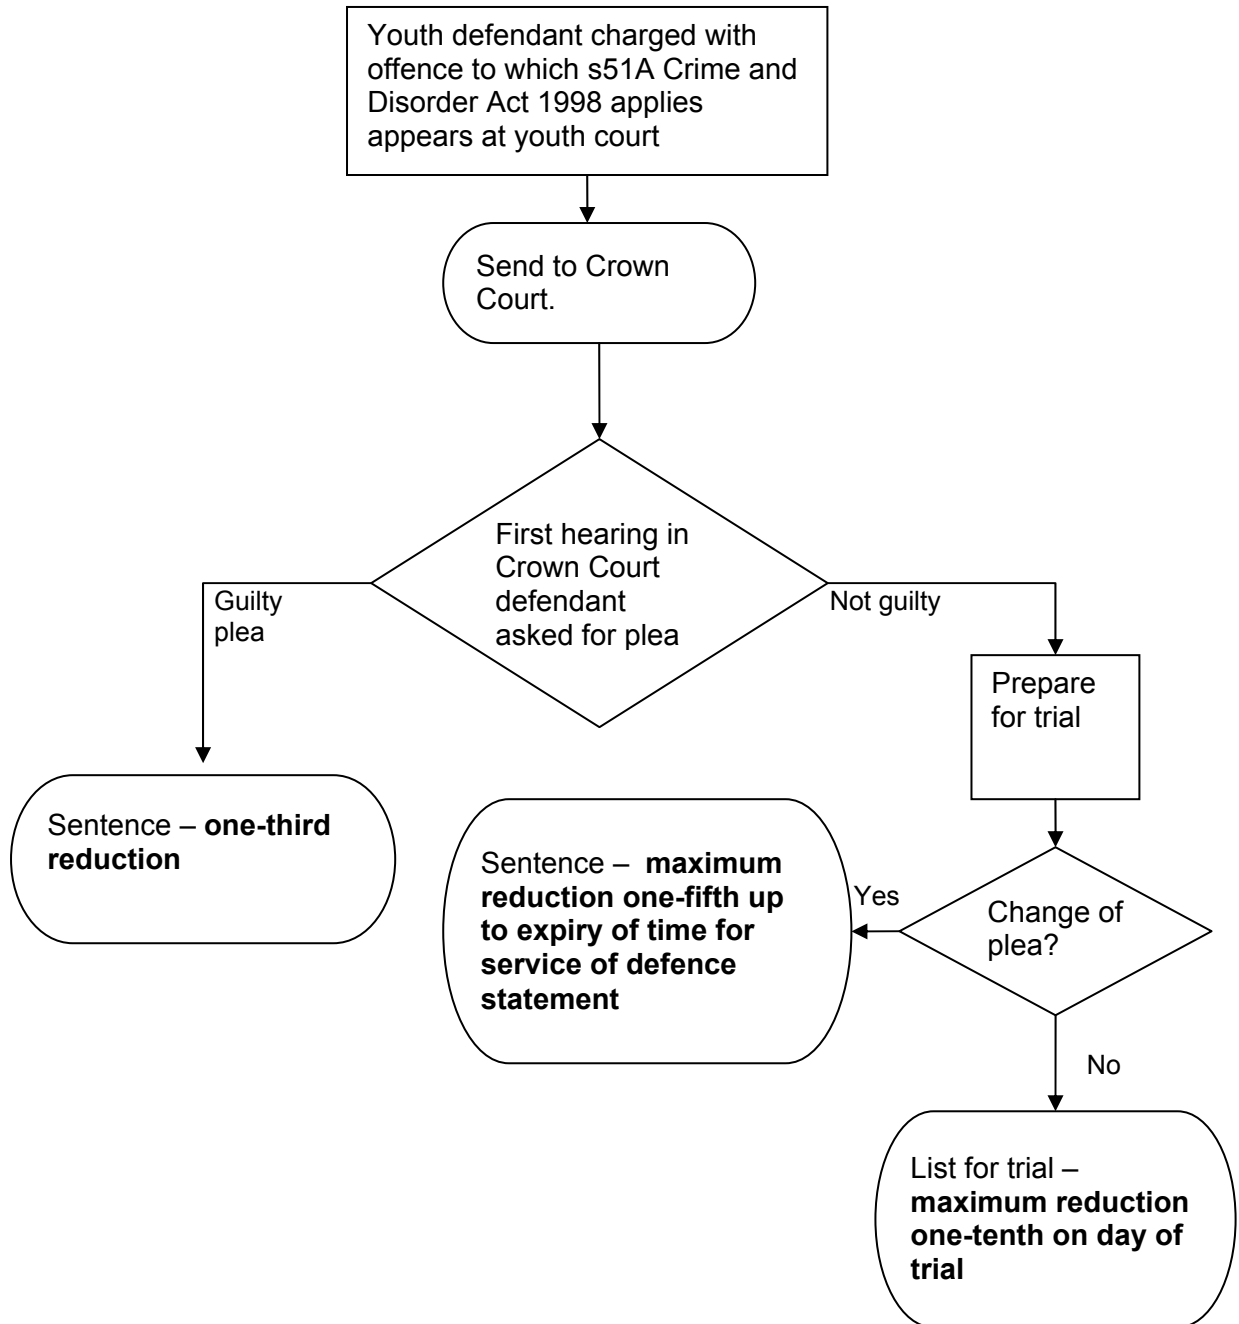 Youth defendant charged with
offence to which s51A Crime and
Disorder Act 1998 applies
appears at youth court
Send to Crown
Court.
First hearing in
Crown Court
defendant
asked for plea
Guilty
plea
Not guilty
Prepare
for trial
Sentence – one-third
reduction
Sentence –  maximum
reduction one-fifth up
to expiry of time for
service of defence
statement
Yes
Change of
plea?
No
List for trial –
maximum reduction
one-tenth on day of
trial